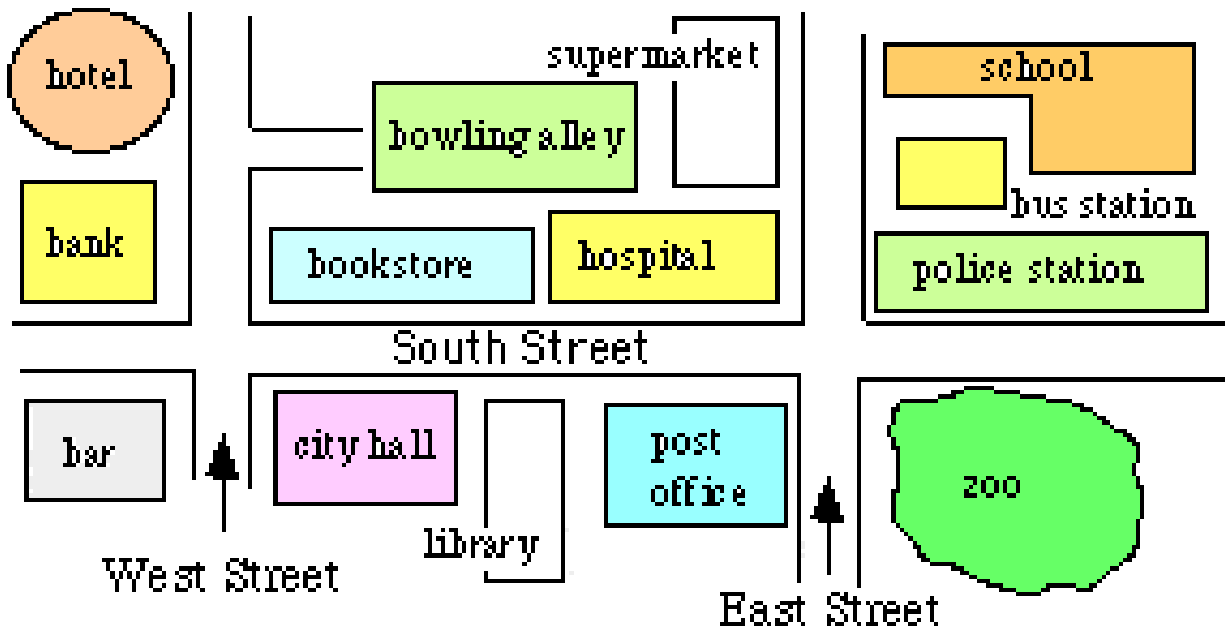 hotel
supermarket
school
bowling alley
bank
bookstore
hospital
bus station
police station
South Street
bar
city hall
library
post
office
zoo
West Street
East Street